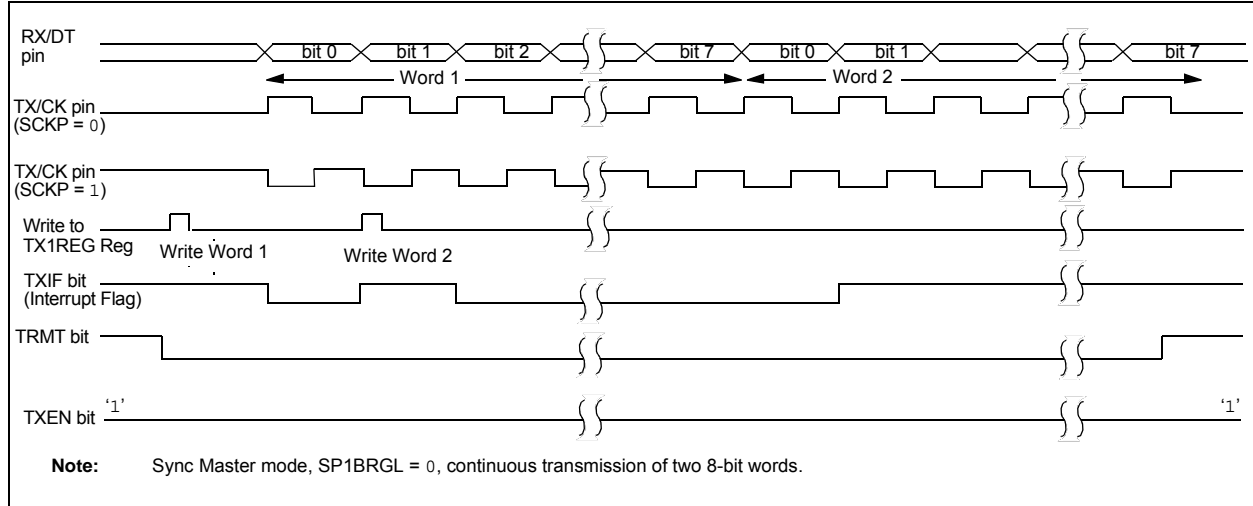 RX/DT
pin
bit 0 bit 1 bit 2 bit 7 bit 0 bit 1 bit 7
Word 1 Word 2
TX/CK pin
(SCKP = 0)
TX/CK pin
(SCKP = 1)
Write to
TX1REG Reg
Write Word 1 Write Word 2
TXIF bit
(Interrupt Flag)
TRMT bit
‘1’ ‘1’
TXEN bit
Note: Sync Master mode, SP1BRGL = 0, continuous transmission of two 8-bit words.